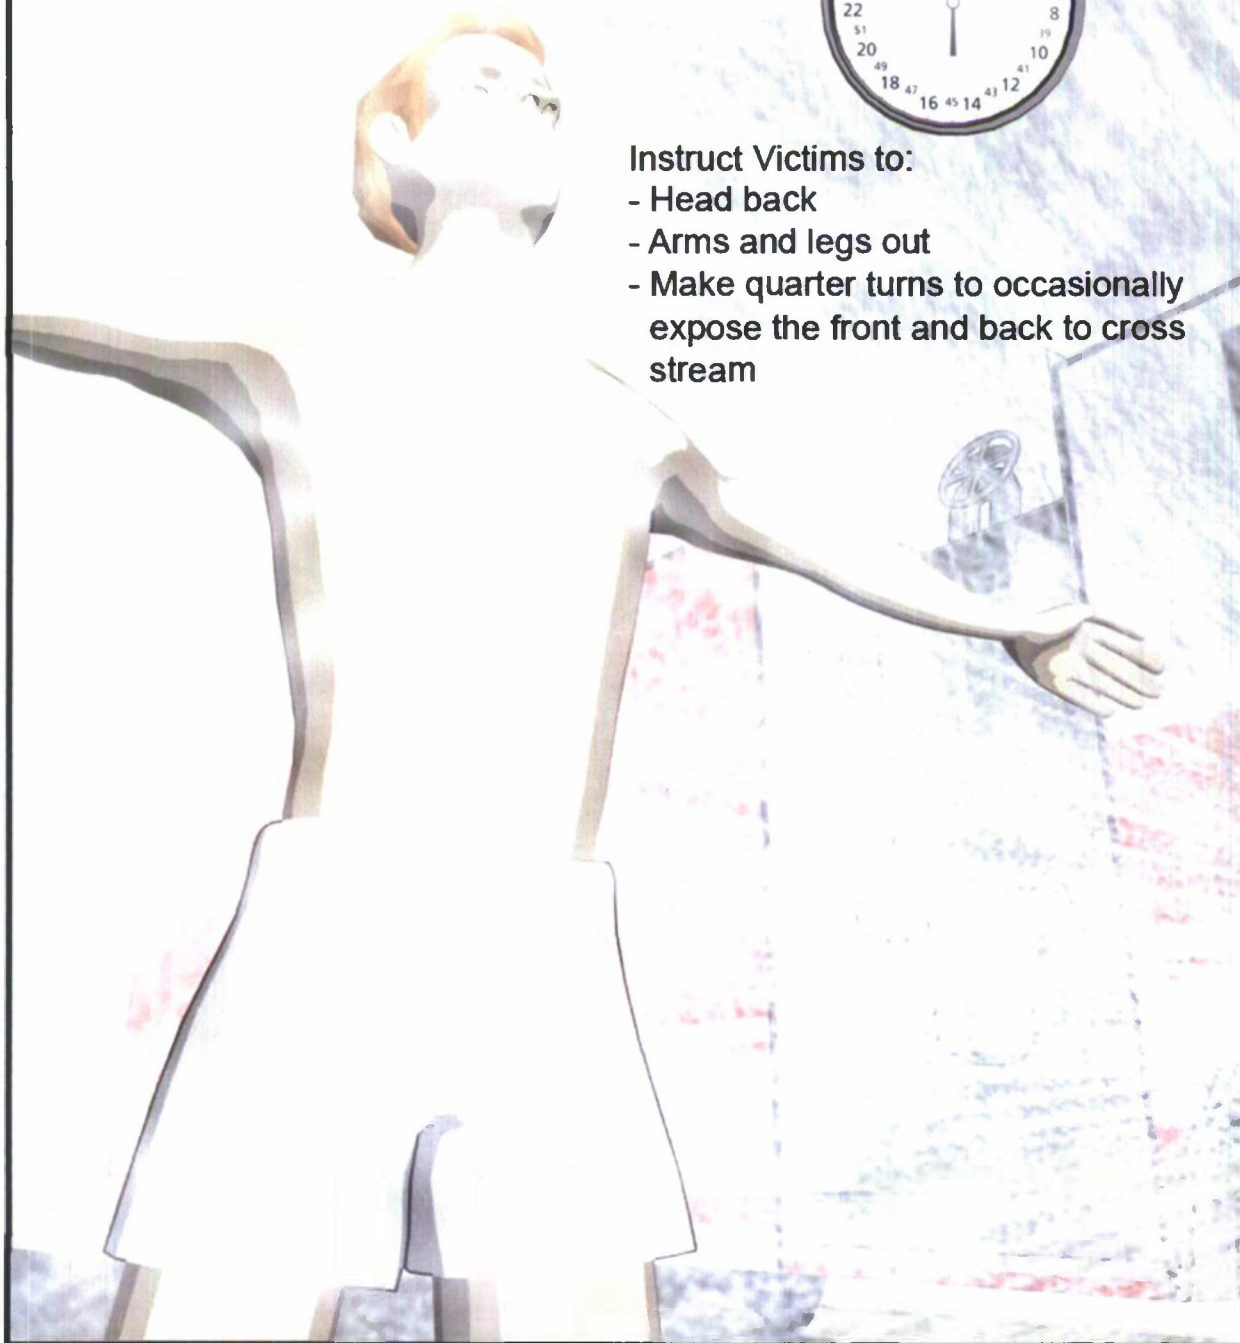 22
8
51
39
20
10
49
41
18
12
47
43
16
45
14
Instruct Victims to:
- Head back
- Arms and legs out
- Make quarter turns to occasionally
expose the front and back to cross
stream